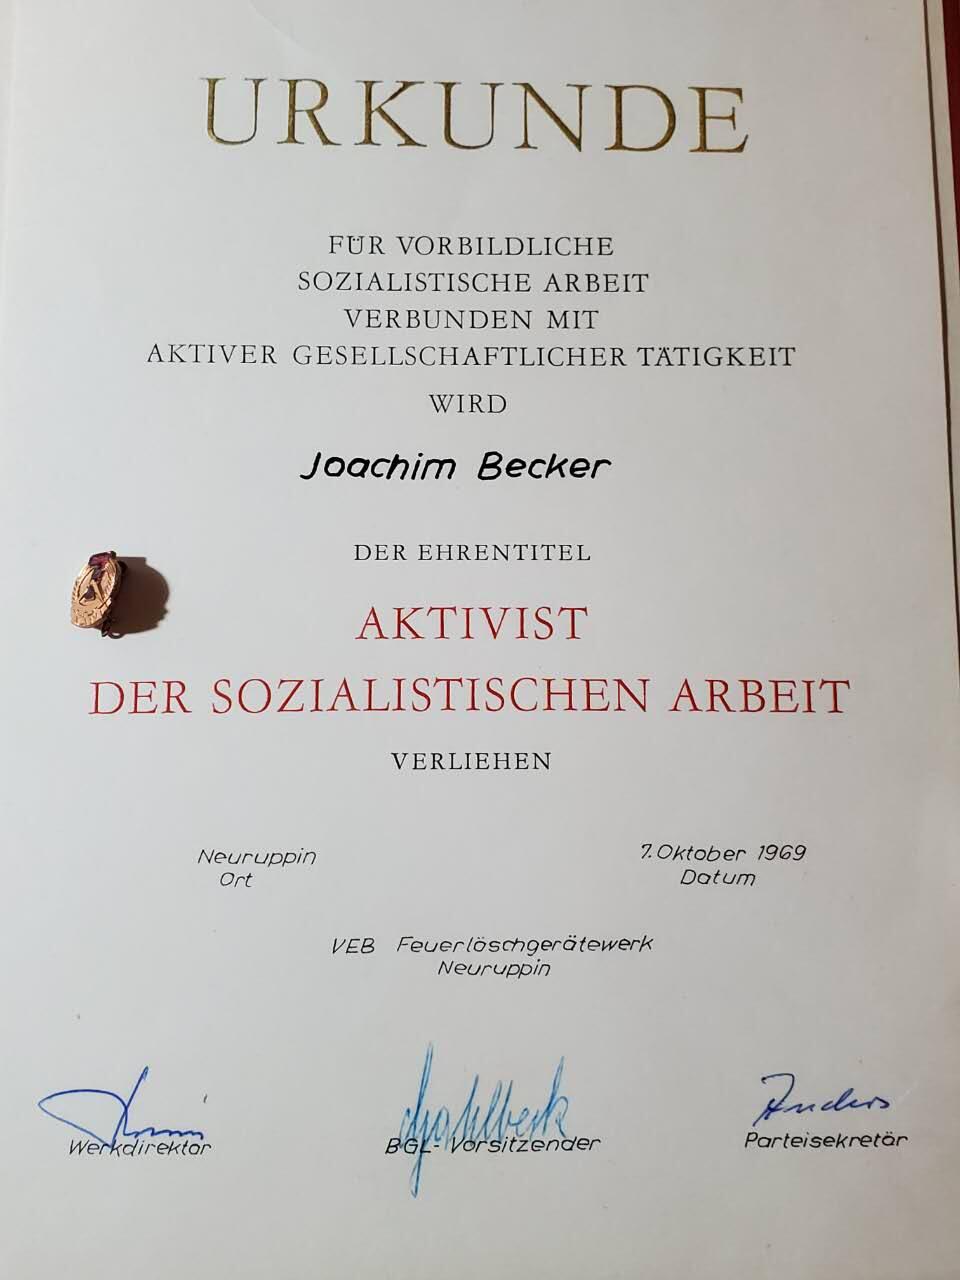 URKUNDE
FÜR VORBILDLICHE
SOZIALISTISCHE ARBEIT
VERBUNDEN MIT
AKTIVER GESELLSCHAFTLICHER TÄTIGKEIT
WIRD
Joachim Becker
DER EHRENTITEL
AKTIVIST
DER SOZIALISTISCHEN ARBEIT
VERLIEHEN
Neuruppin 7. Oktober 1969
Ort Datum
VEB Feuerlöschgerätewerk
Neuruppin
Anders
Werkdirektor BGL-Vorsitzender Parteisekretär